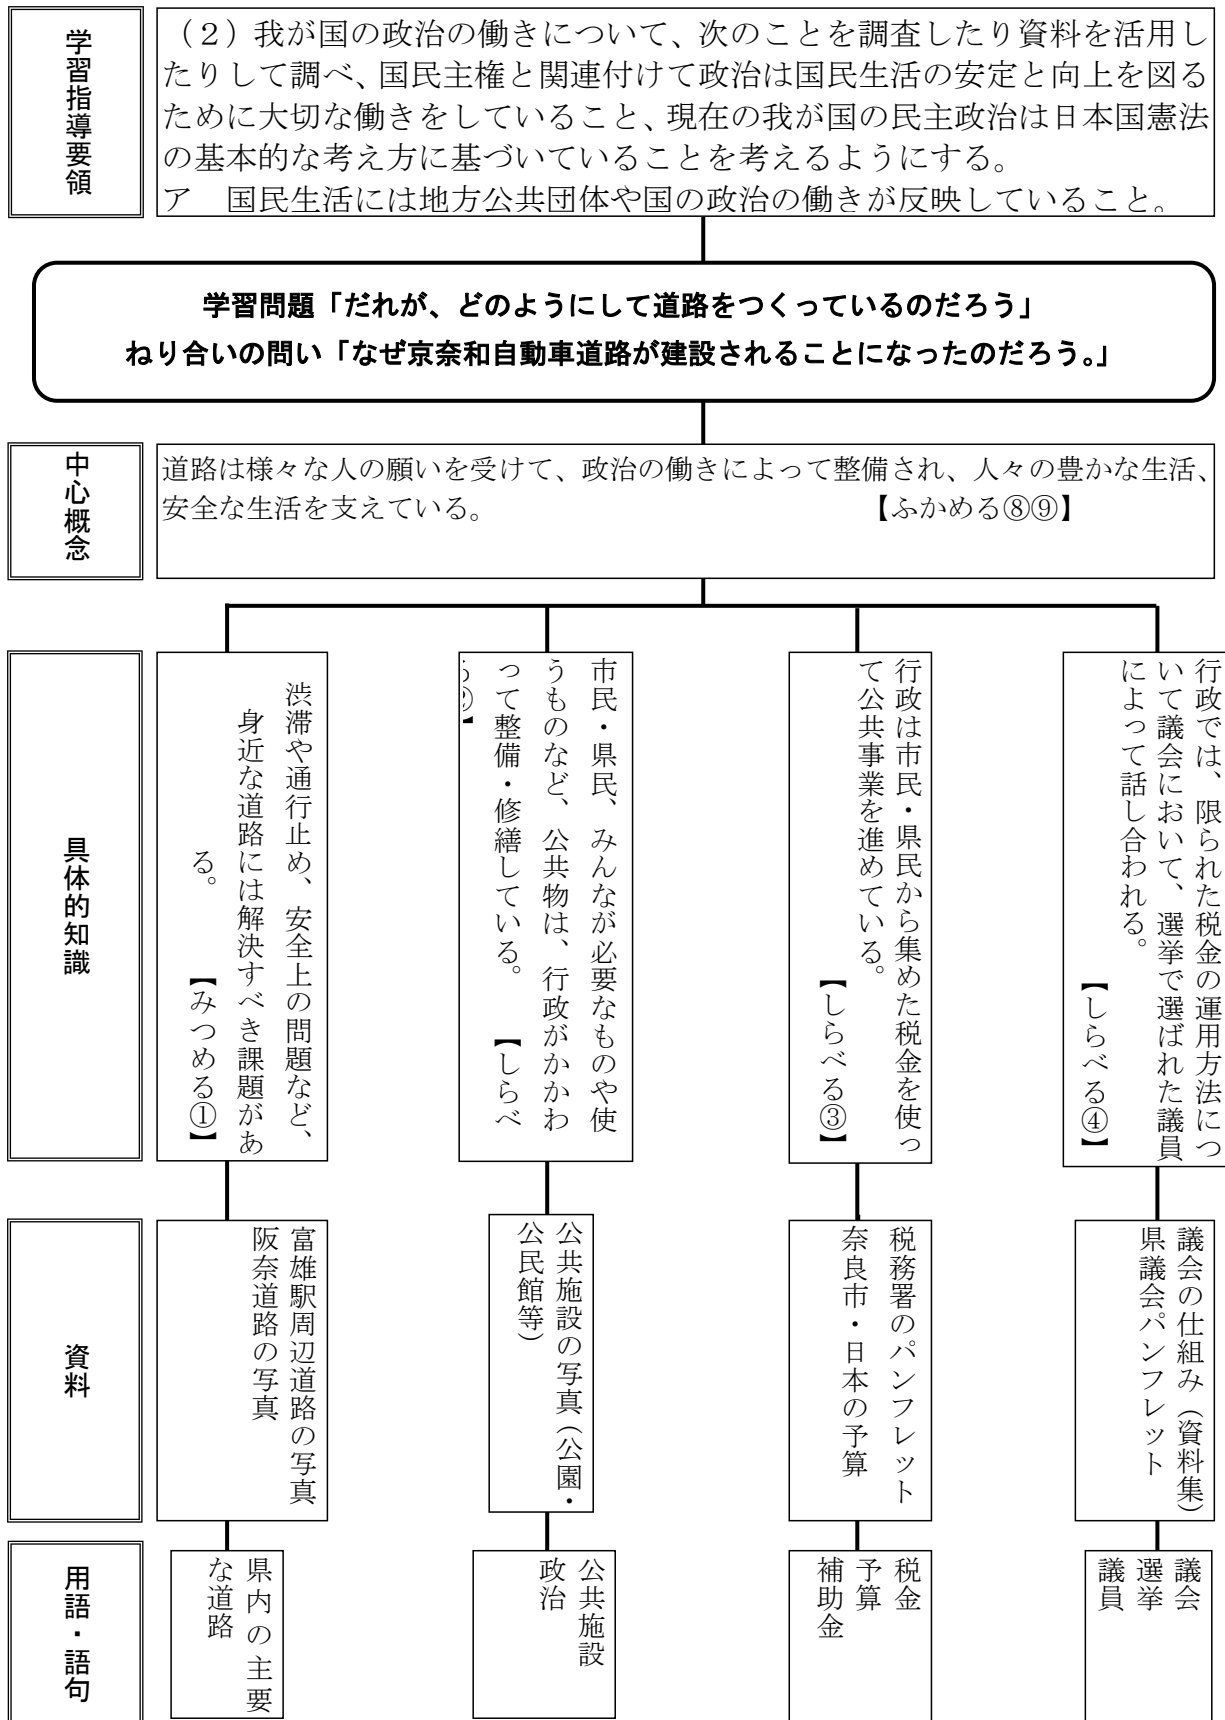 学習指導要領
（２）我が国の政治の働きについて、次のことを調査したり資料を活用し
たりして調べ、国民主権と関連付けて政治は国民生活の安定と向上を図る
ために大切な働きをしていること、現在の我が国の民主政治は日本国憲法
の基本的な考え方に基づいていることを考えるようにする。
ア　国民生活には地方公共団体や国の政治の働きが反映していること。
学習問題「だれが、どのようにして道路をつくっているのだろう」
ねり合いの問い「なぜ京奈和自動車道路が建設されることになったのだろう。」
中心概念
道路は様々な人の願いを受けて、政治の働きによって整備され、人々の豊かな生活、
安全な生活を支えている。　【ふかめる⑧⑨】
具体的知識
渋滞や通行止め、安全上の問題など、
身近な道路には解決すべき課題があ
る。　【みつめる①】
市民・県民、みんなが必要なものや使
うものなど、公共物は、行政がかかわ
って整備・修繕している。　【しらべ
行政は市民・県民から集めた税金を使っ
て公共事業を進めている。
【しらべる③】
行政では、限られた税金の運用方法につ
いて議会において、選挙で選ばれた議員
によって話し合われる。
【しらべる④】
資料
富雄駅周辺道路の写真
阪奈道路の写真
公共施設の写真（公園・
公民館等）
税務署のパンフレット
奈良市・日本の予算
議会の仕組み（資料集）
県議会パンフレット
用語・語句
県内の主要
な道路
公共施設
政治
税金
予算
補助金
議会
選挙
議員